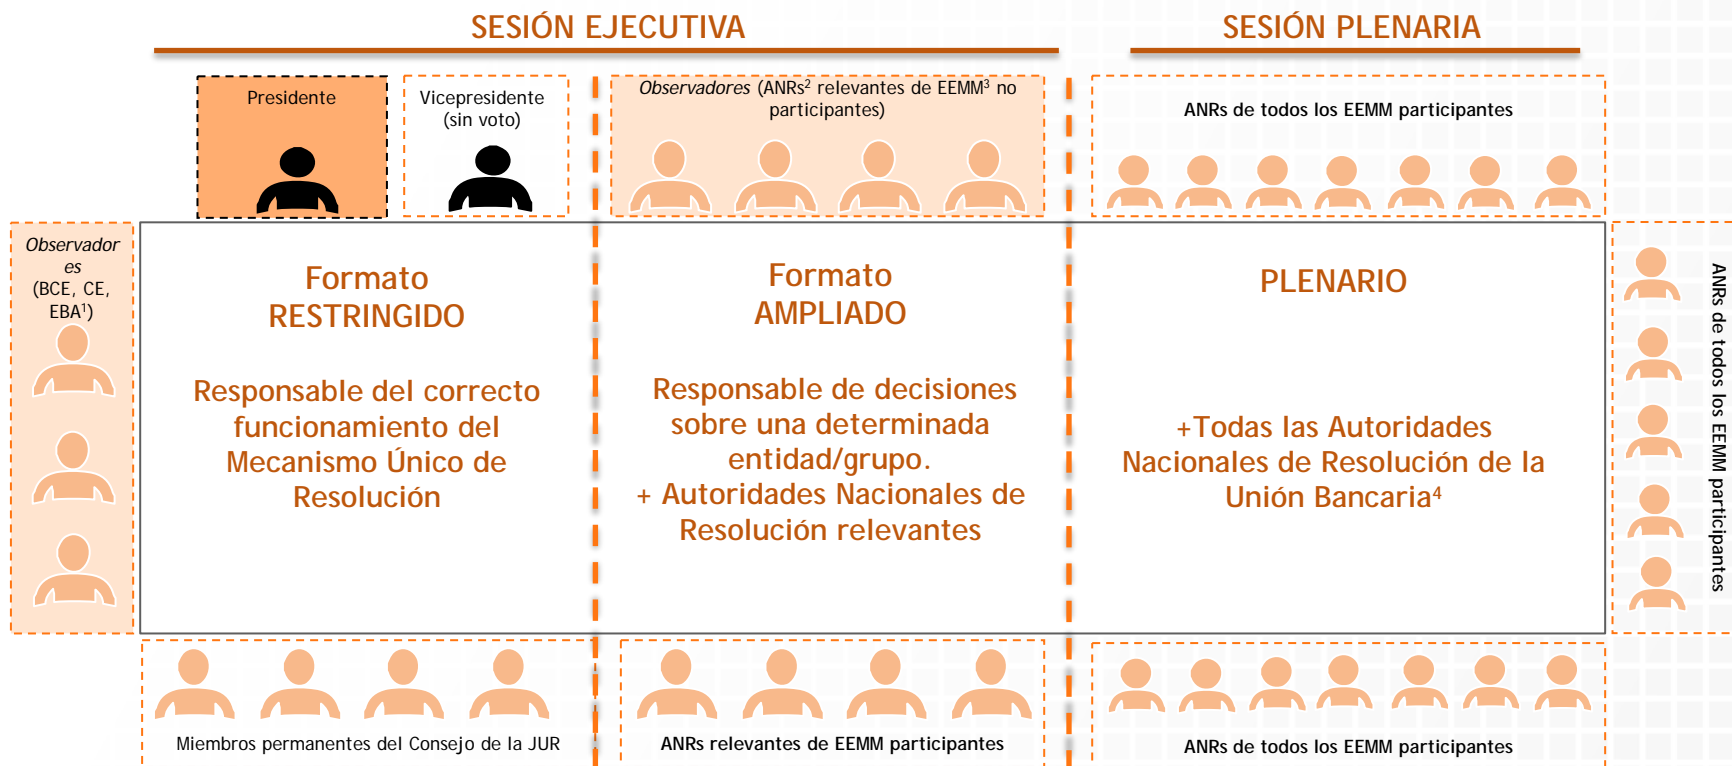 SESIÓN EJECUTIVA
SESIÓN PLENARIA
Presidente
Vicepresidente
(sin voto)
Observadores (ANRs² relevantes de EEMM³ no
participantes)
ANRs de todos los EEMM participantes
Observador
es
(BCE, CE,
EBA¹)
Formato
RESTRINGIDO
Responsable del correcto
funcionamiento del
Mecanismo Único de
Resolución
Formato
AMPLIADO
Responsable de decisiones
sobre una determinada
entidad/grupo.
+ Autoridades Nacionales de
Resolución relevantes
PLENARIO
+Todas las Autoridades
Nacionales de Resolución de la
Unión Bancaria⁴
ANRs de todos los EEMM participantes
Miembros permanentes del Consejo de la JUR
ANRs relevantes de EEMM participantes
ANRs de todos los EEMM participantes